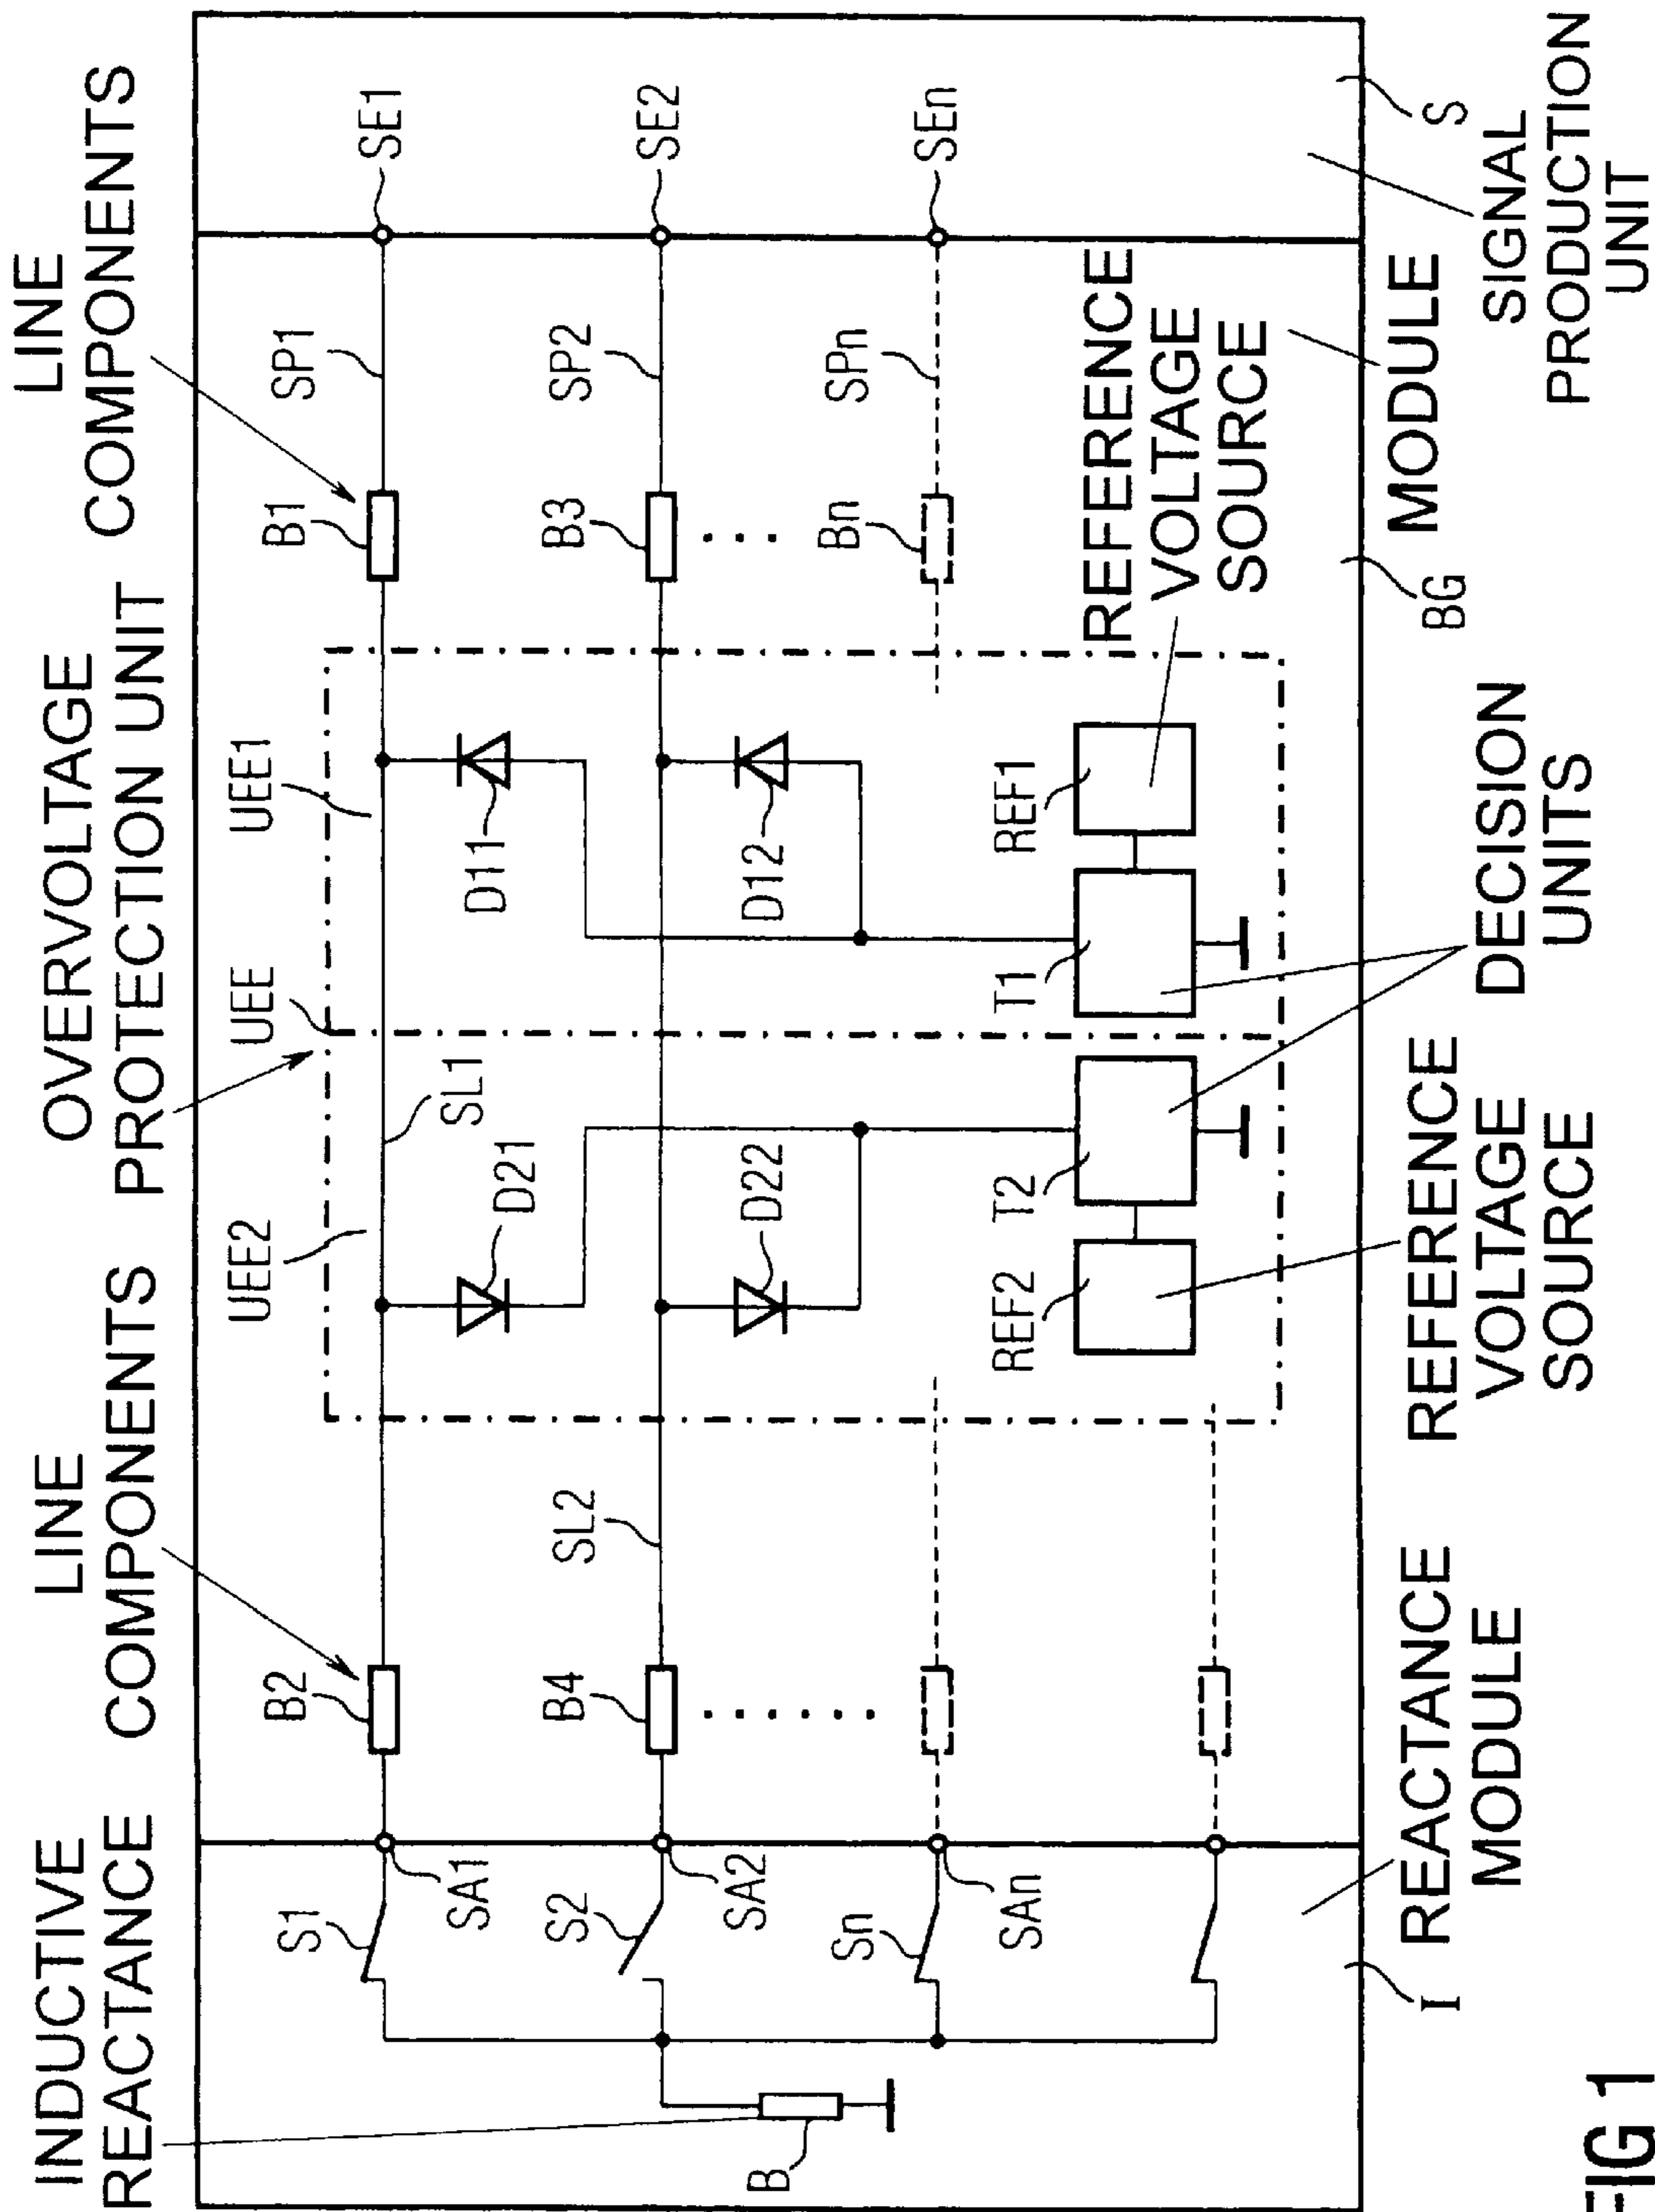 INDUCTIVE
REACTANCE
LINE
COMPONENTS
OVERVOLTAGE
PROTECTION UNIT
LINE
COMPONENTS
B2
UEE2
UEE
UEE1
B1
SP1
SE1
S1
SA1
SL1
D21
D11
B4
SL2
B3
SP2
SE2
S2
SA2
D22
D12
Bn
SPn
SEn
Sn
SAn
REF2
T2
T1
REF1
REFERENCE
VOLTAGE
SOURCE
B
I
REACTANCE
MODULE
REFERENCE
VOLTAGE
SOURCE
DECISION
UNITS
BG
MODULE
S
SIGNAL
PRODUCTION
UNIT
FIG 1